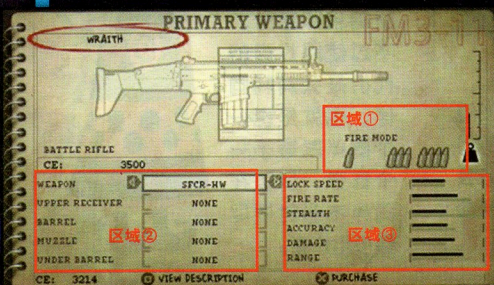 PRIMARY WEAPON
FM3-11
WRAITH
区域①
FIRE MODE
BATTLE RIFLE
CE: 3500
WEAPON SFCR-HW
UPPER RECEIVER NONE
BARREL NONE
MUZZLE NONE
UNDER BARREL NONE
区域②
LOCK SPEED
FIRE RATE
STEALTH
ACCURACY
DAMAGE
RANGE
区域③
CE: 3214
VIEW DESCRIPTION
PURCHASE